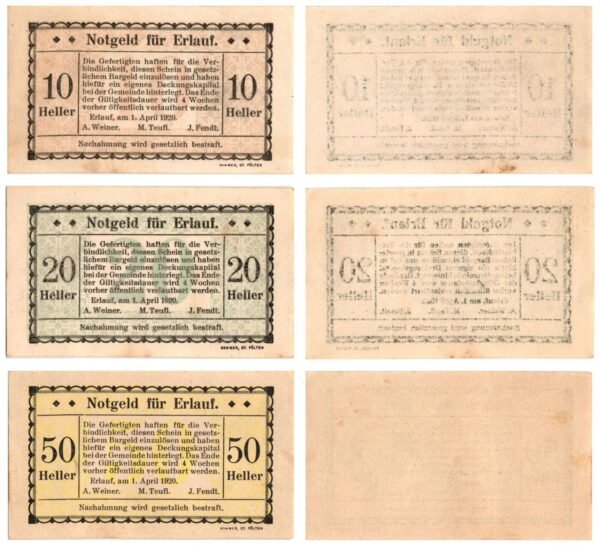 Notgeld für Erlauf.
10
Heller
Die Gefertigten haften für die Ver-
bindlichkeit, diesen Schein in gesetz-
lichem Bargeld einzulösen und haben
hiefür ein eigenes Deckungskapital
bei der Gemeinde hinterlegt. Das Ende
der Giltigkeitsdauer wird 4 Wochen
vorher öffentlich verlautbart werden.
Erlauf, am 1. April 1920.
A. Weiner. M. Teufl. J. Fendt.
10
Heller
Nachahmung wird gesetzlich bestraft.
SOMMER, ST. PÖLTEN
Notgeld für Erlauf.
20
Heller
Die Gefertigten haften für die Ver-
bindlichkeit, diesen Schein in gesetz-
lichem Bargeld einzulösen und haben
hiefür ein eigenes Deckungskapital
bei der Gemeinde hinterlegt. Das Ende
der Giltigkeitsdauer wird 4 Wochen
vorher öffentlich verlautbart werden.
Erlauf, am 1. April 1920.
A. Weiner. M. Teufl. J. Fendt.
20
Heller
Nachahmung wird gesetzlich bestraft.
SOMMER, ST. PÖLTEN
Notgeld für Erlauf.
50
Heller
Die Gefertigten haften für die Ver-
bindlichkeit, diesen Schein in gesetz-
lichem Bargeld einzulösen und haben
hiefür ein eigenes Deckungskapital
bei der Gemeinde hinterlegt. Das Ende
der Giltigkeitsdauer wird 4 Wochen
vorher öffentlich verlautbart werden.
Erlauf, am 1. April 1920.
A. Weiner. M. Teufl. J. Fendt.
50
Heller
Nachahmung wird gesetzlich bestraft.
SOMMER, ST. PÖLTEN